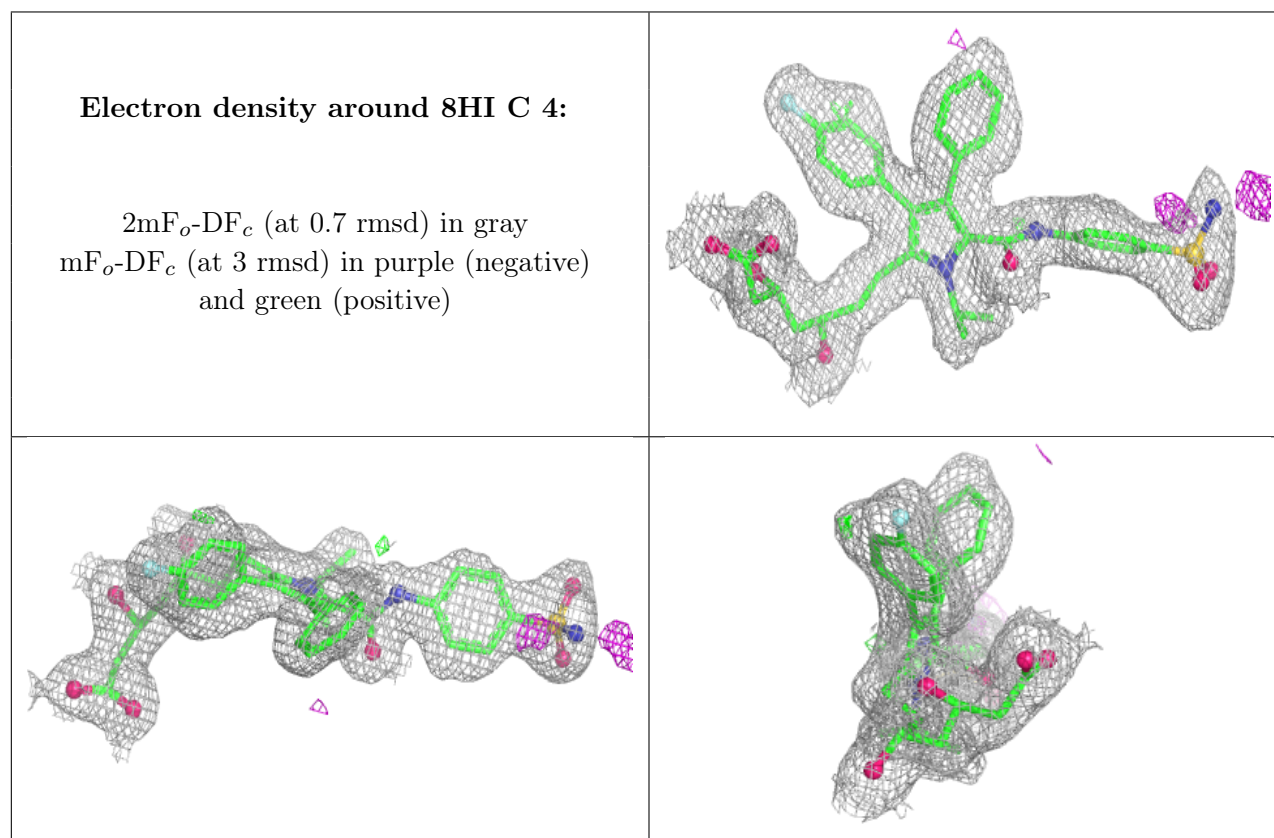 Electron density around 8HI C 4:
2mFₒ-DF𝒸 (at 0.7 rmsd) in gray
mFₒ-DF𝒸 (at 3 rmsd) in purple (negative)
and green (positive)